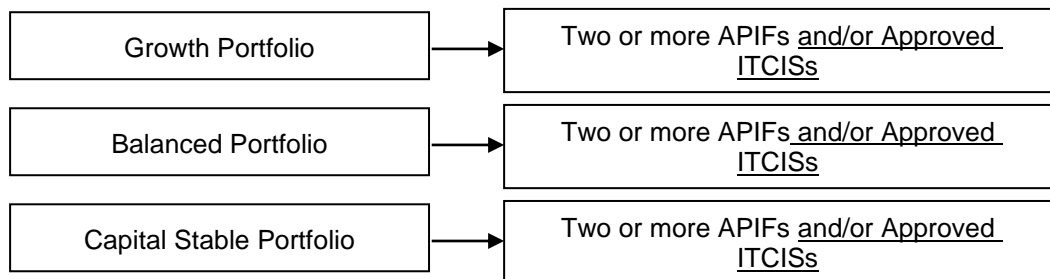 Growth Portfolio
Two or more APIFs and/or Approved
ITCISs
Balanced Portfolio
Two or more APIFs and/or Approved
ITCISs
Capital Stable Portfolio
Two or more APIFs and/or Approved
ITCISs